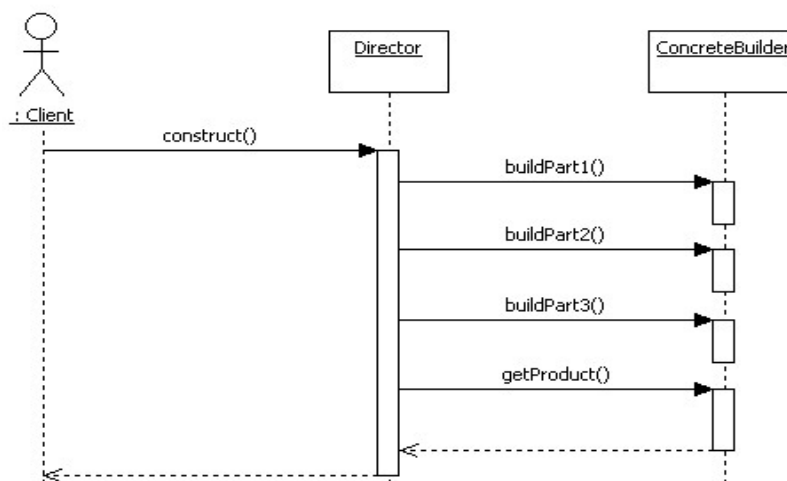 Director
ConcreteBuilder
: Client
construct()
buildPart1()
buildPart2()
buildPart3()
getProduct()